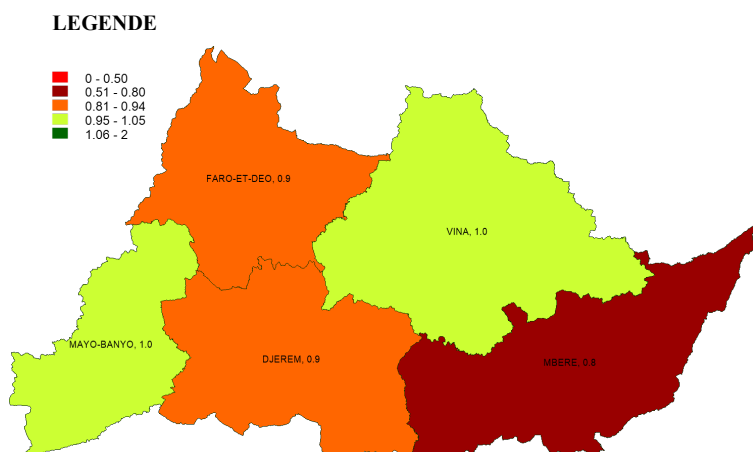 LEGENDE
0 - 0.50
0.51 - 0.80
0.81 - 0.94
0.95 - 1.05
1.06 - 2
FARO-ET-DEO, 0.9
VINA, 1.0
MAYO-BANYO, 1.0
DJEREM, 0.9
MBERE, 0.8